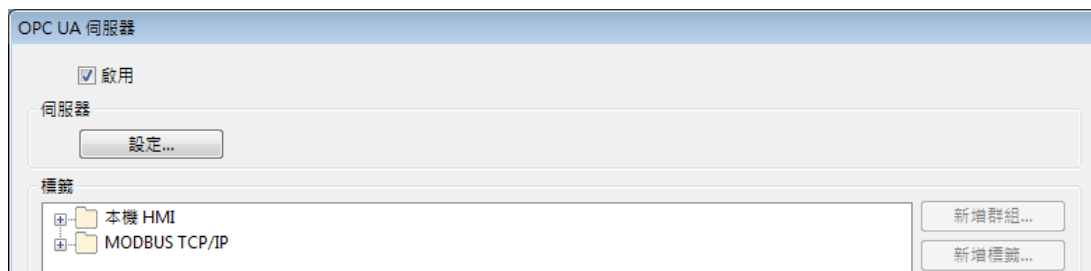 OPC UA 伺服器
啟用
伺服器
設定...
標籤
本機 HMI
新增群組...
MODBUS TCP/IP
新增標籤...